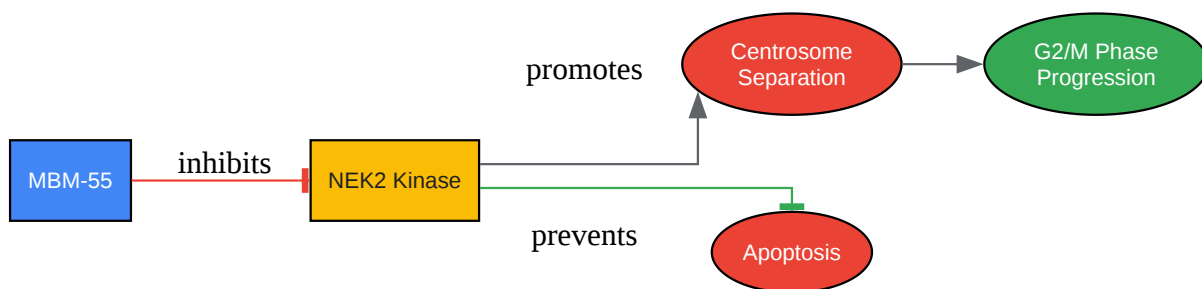 promotes
Centrosome
Separation
G2/M Phase
Progression
MBM-55
inhibits
NEK2 Kinase
prevents
Apoptosis